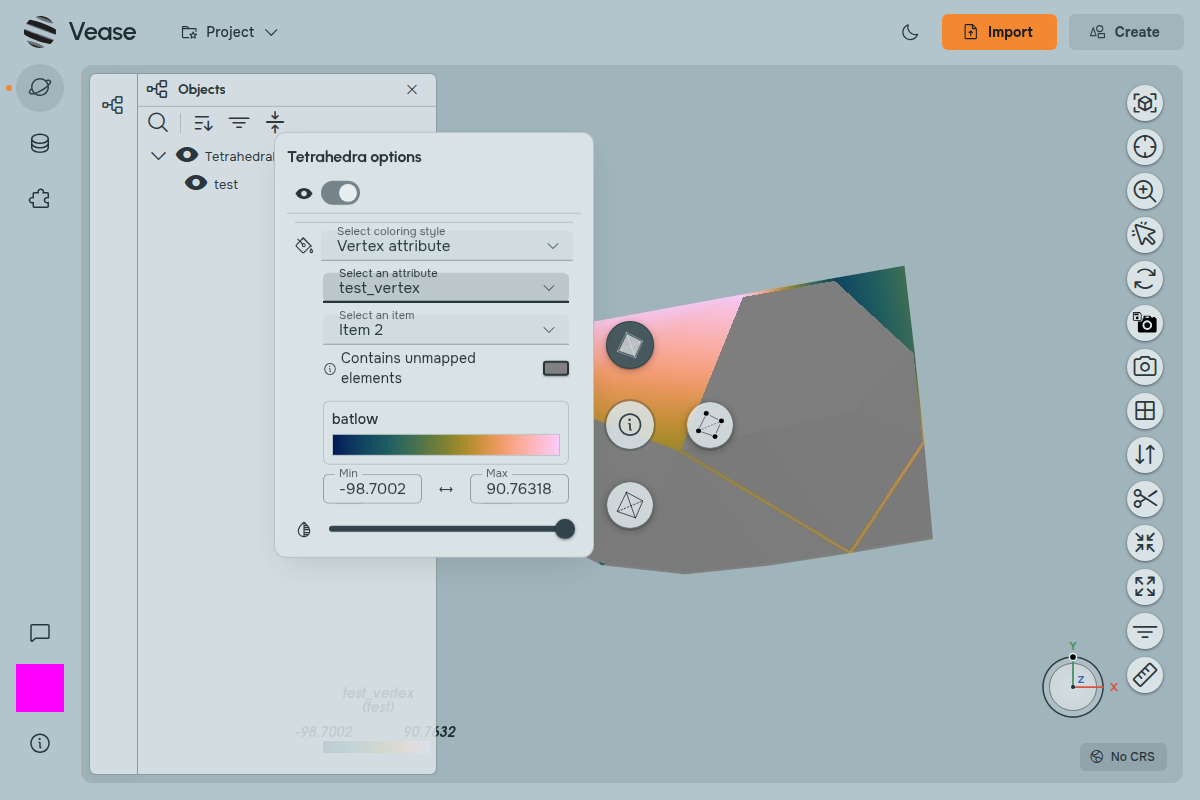 Vease
Project
Import
Create
Objects
Tetrahedral
test
Tetrahedra options
Select coloring style
Vertex attribute
Select an attribute
test_vertex
Select an item
Item 2
Contains unmapped
elements
batlow
Min
-98.7002
Max
90.76318
test_vertex
(test)
-98.7002
90.7632
Y
Z
X
No CRS